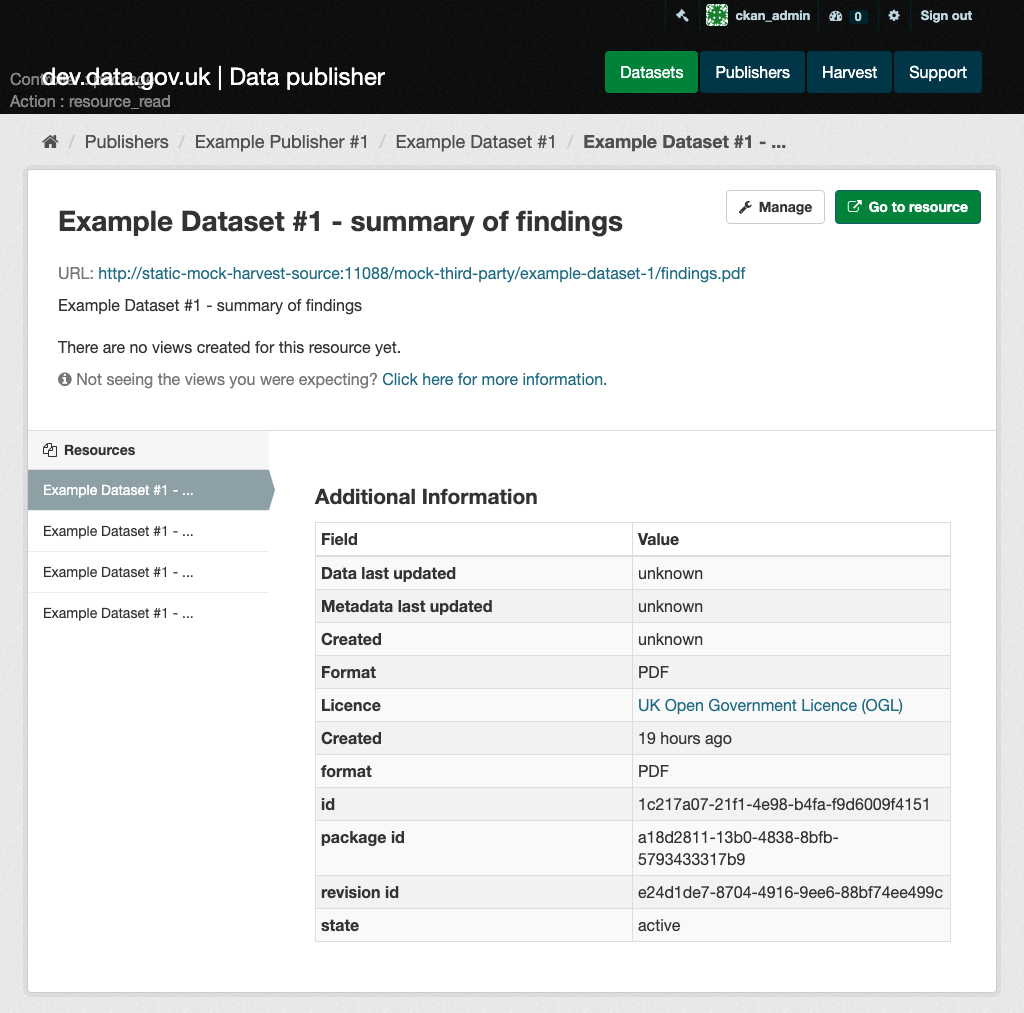 ckan_admin
0
Sign out
dev.data.gov.uk | Data publisher
Action : resource_read
Datasets
Publishers
Harvest
Support
Publishers / Example Publisher #1 / Example Dataset #1 / Example Dataset #1 - ...
Manage
Go to resource
Example Dataset #1 - summary of findings
URL: http://static-mock-harvest-source:11088/mock-third-party/example-dataset-1/findings.pdf
Example Dataset #1 - summary of findings
There are no views created for this resource yet.
Not seeing the views you were expecting? Click here for more information.
Resources
Example Dataset #1 - ...
Example Dataset #1 - ...
Example Dataset #1 - ...
Example Dataset #1 - ...
Additional Information
Field Value
Data last updated unknown
Metadata last updated unknown
Created unknown
Format PDF
Licence UK Open Government Licence (OGL)
Created 19 hours ago
format PDF
id 1c217a07-21f1-4e98-b4fa-f9d6009f4151
package id a18d2811-13b0-4838-8bfb-
5793433317b9
revision id e24d1de7-8704-4916-9ee6-88bf74ee499c
state active